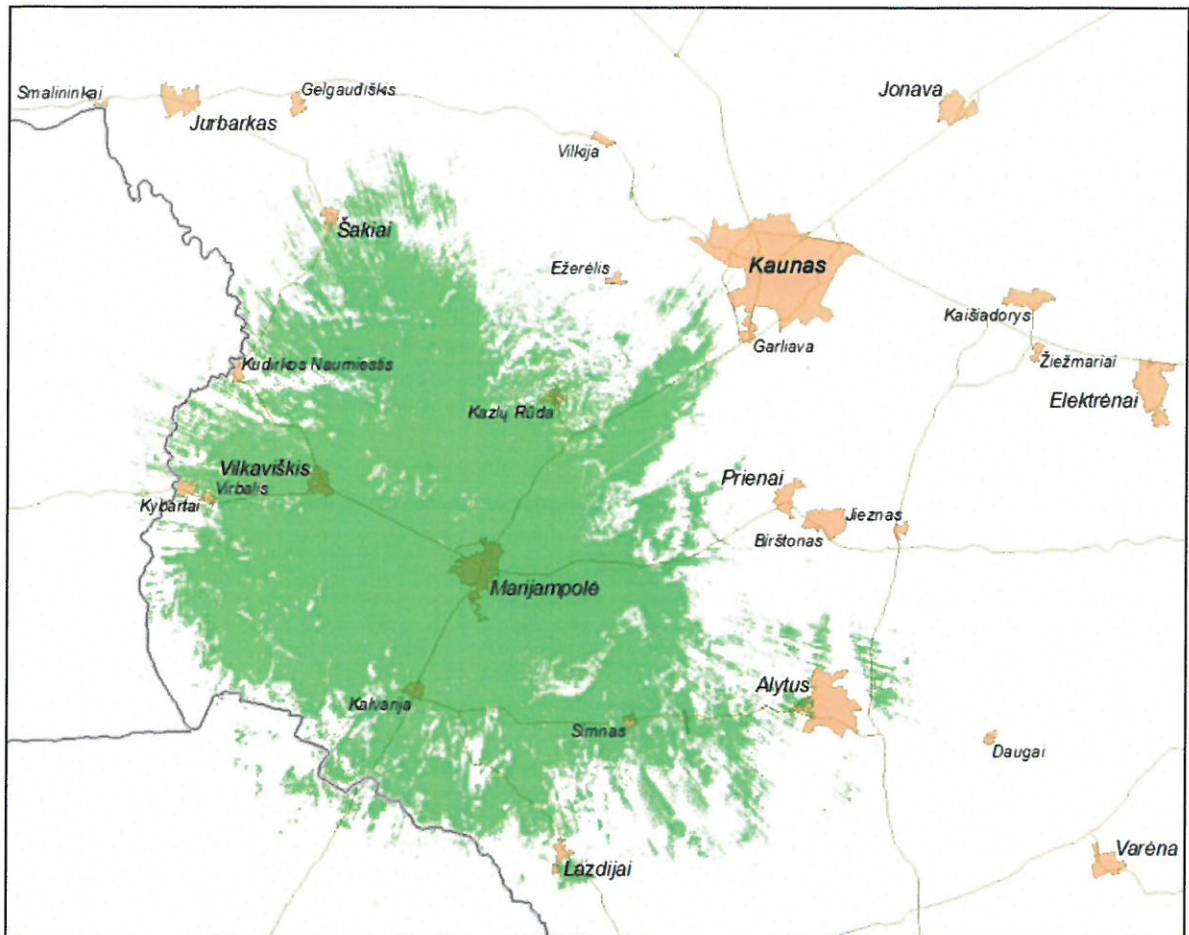 Smalininkai
Jurbarkas
Gelgaudiškis
Jonava
Vilkija
Šakiai
Ežerėlis
Kaunas
Kaišiadorys
Garliava
Žiežmariai
Kudirkos Naumiestis
Kazlų Rūda
Elektrėnai
Vilkaviškis
Virbalis
Kybartai
Prienai
Jieznas
Birštonas
Marijampolė
Alytus
Kalvarija
Simnas
Daugai
Lazdijai
Varėna